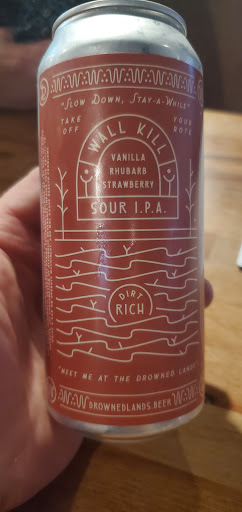 "SLOW DOWN, STAY-A-WHILE"
TAKE OFF
YOUR ROPE
WALL KILL
VANILLA
RHUBARB
STRAWBERRY
SOUR I.P.A.
DIRT
RICH
"MEET ME AT THE DROWNED LANDS"
DROWNEDLANDS.BEER